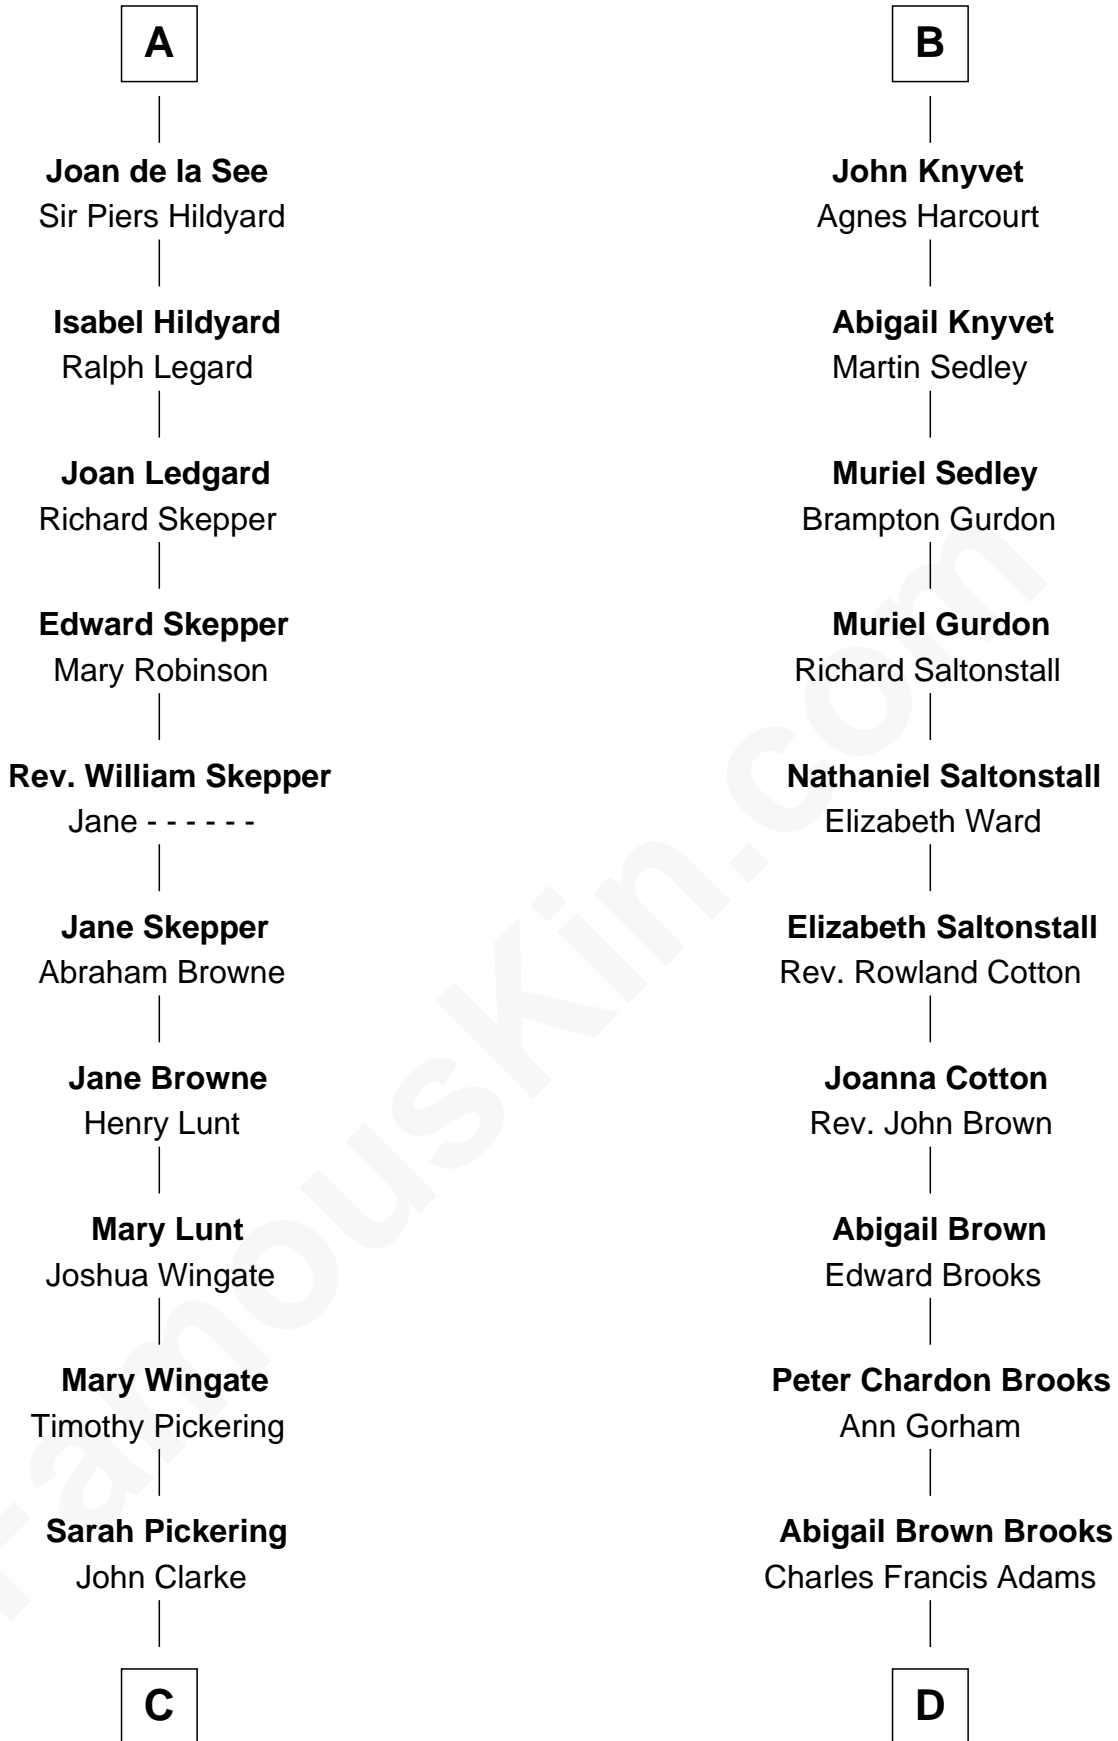 A
Joan de la See
Sir Piers Hildyard
Isabel Hildyard
Ralph Legard
Joan Ledgard
Richard Skepper
Edward Skepper
Mary Robinson
Rev. William Skepper
Jane - - - - - -
Jane Skepper
Abraham Browne
Jane Browne
Henry Lunt
Mary Lunt
Joshua Wingate
Mary Wingate
Timothy Pickering
Sarah Pickering
John Clarke
C
B
John Knyvet
Agnes Harcourt
Abigail Knyvet
Martin Sedley
Muriel Sedley
Brampton Gurdon
Muriel Gurdon
Richard Saltonstall
Nathaniel Saltonstall
Elizabeth Ward
Elizabeth Saltonstall
Rev. Rowland Cotton
Joanna Cotton
Rev. John Brown
Abigail Brown
Edward Brooks
Peter Chardon Brooks
Ann Gorham
Abigail Brown Brooks
Charles Francis Adams
D
FamousKin.com